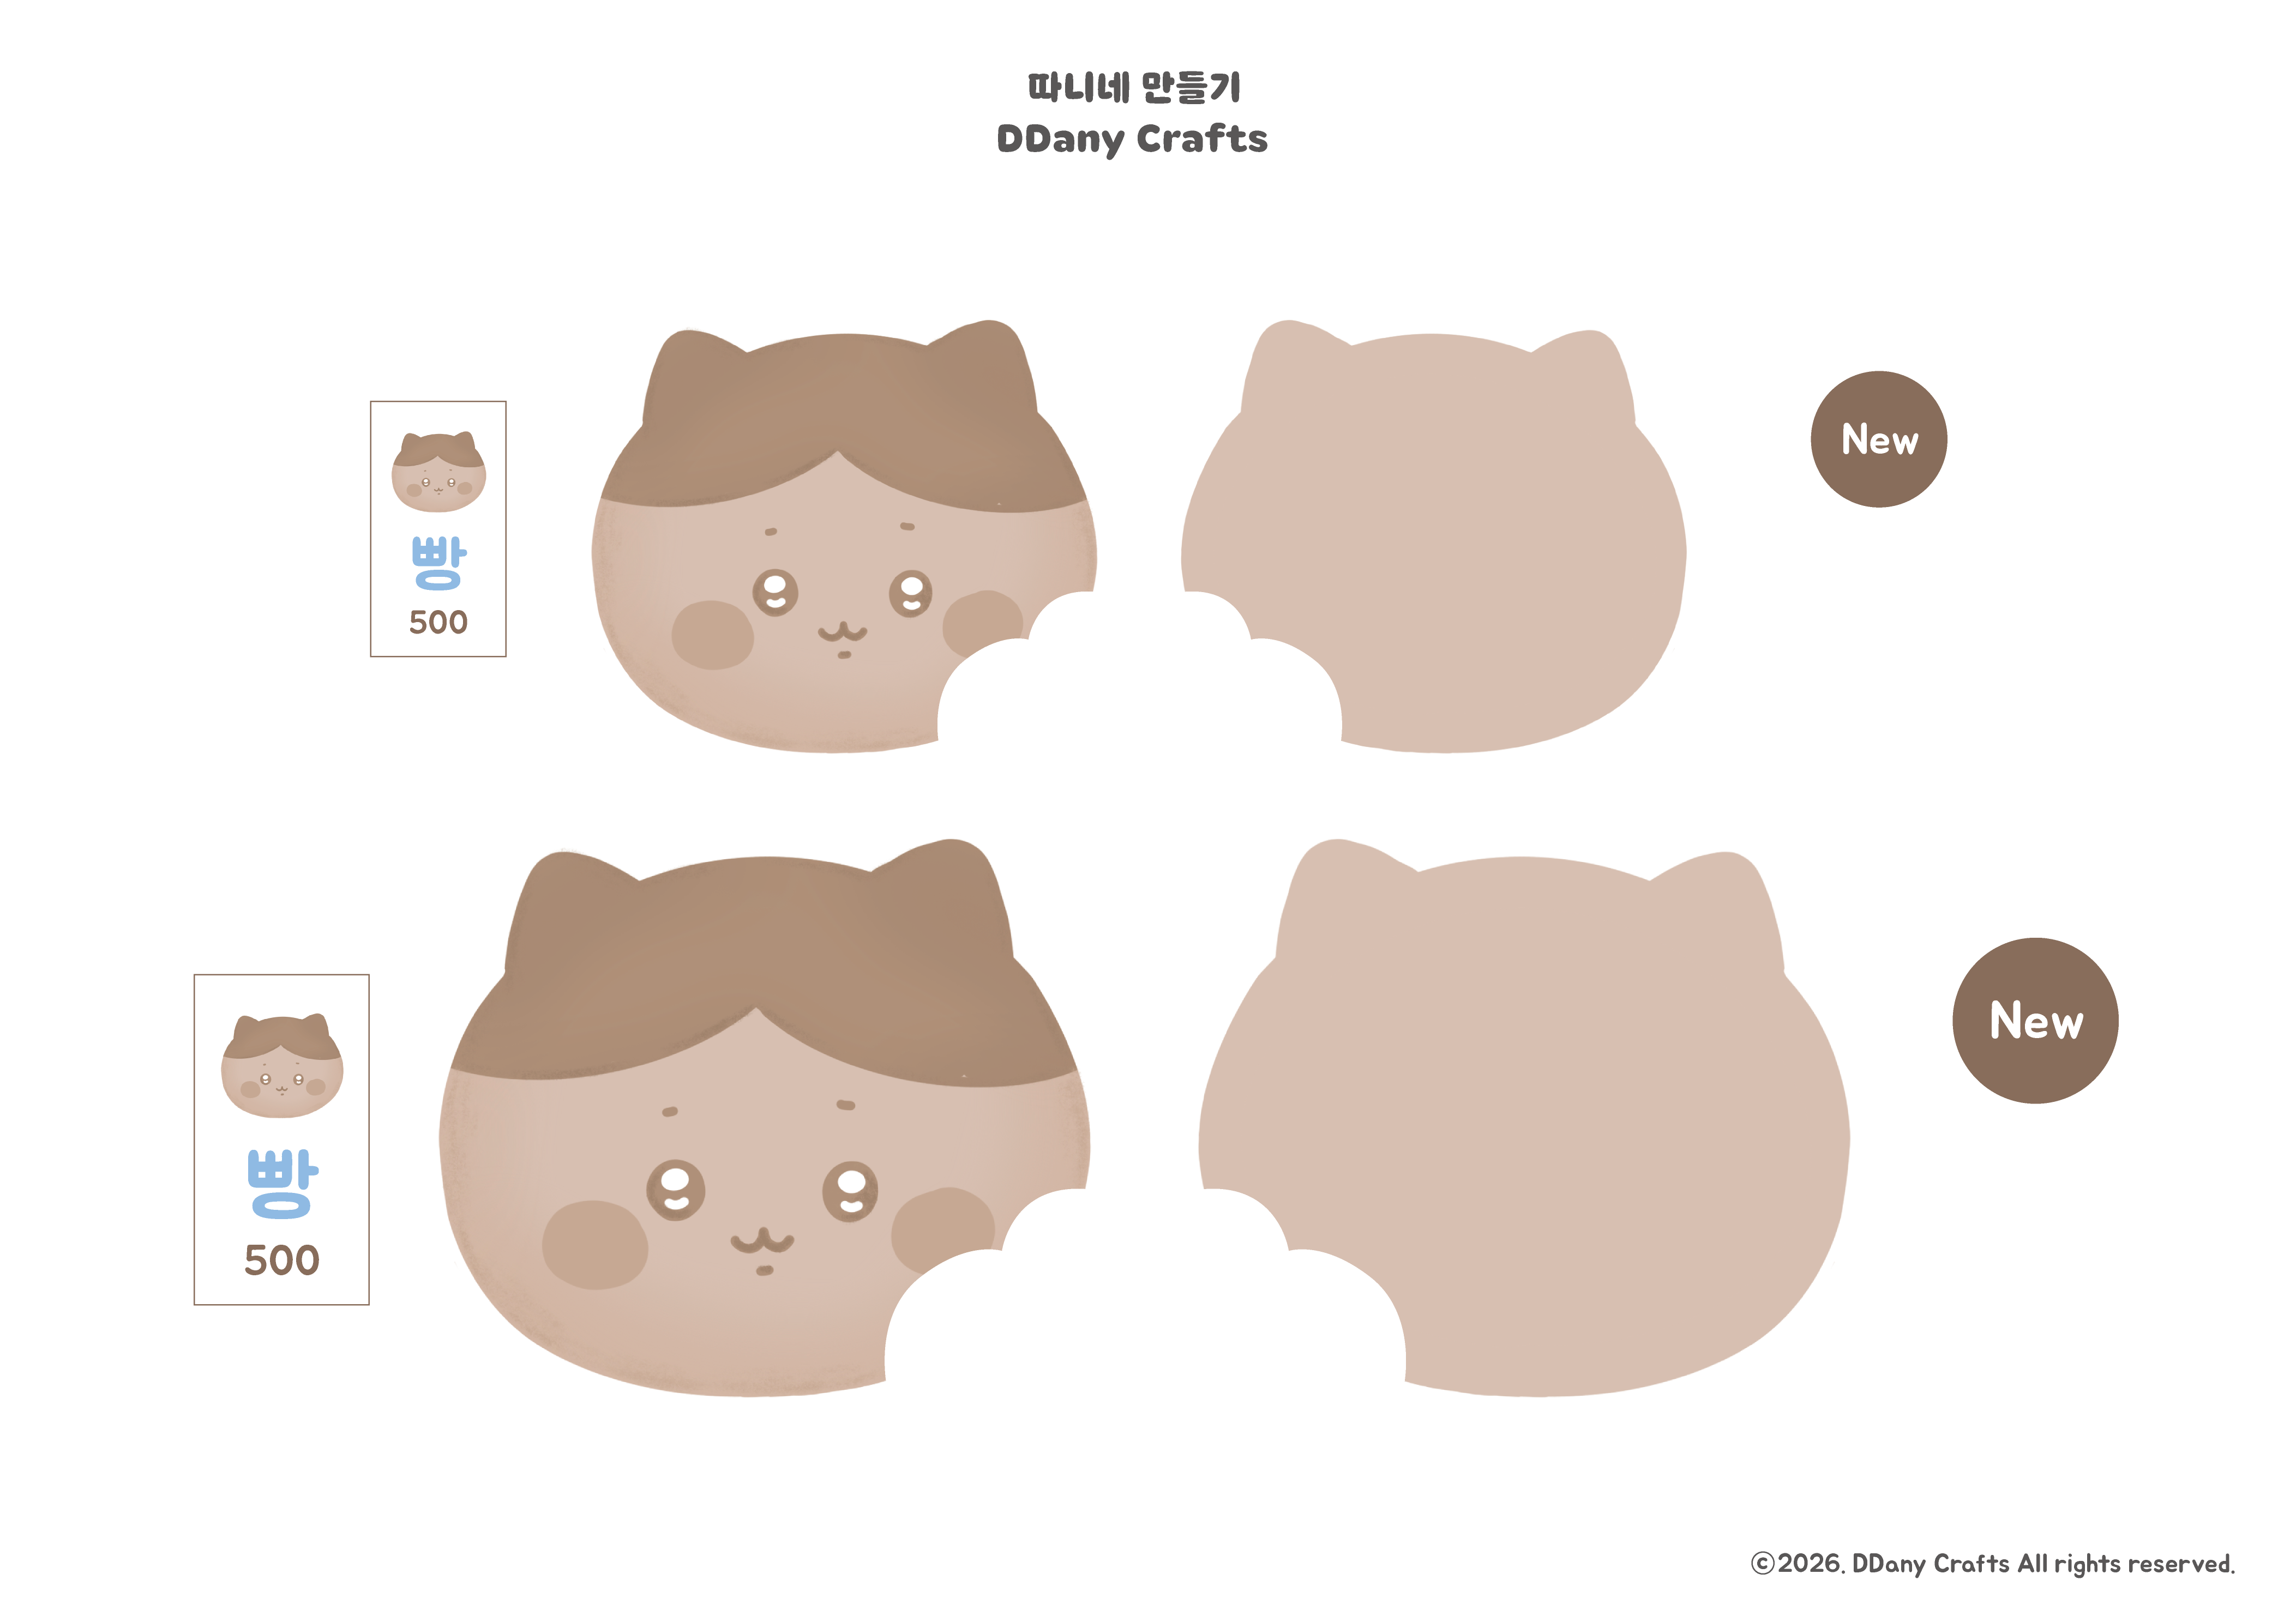 따니네 만들기
DDany Crafts
New
빵
500
New
빵
500
©2026. DDany Crafts All rights reserved.